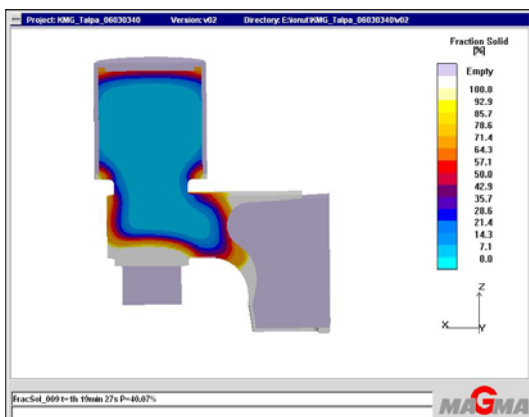 Project: KMG_Talpa_06030340 Version: v02 Directory: E:\ionut\KMG_Talpa_06030340\v02
Fraction Solid
[%]
Empty
100.0
92.9
85.7
78.6
71.4
64.3
57.1
50.0
42.9
35.7
28.6
21.4
14.3
7.1
0.0
Z
X
Y
FracSol_009 t=1h 19min 27s P=40.07%
MAGMA